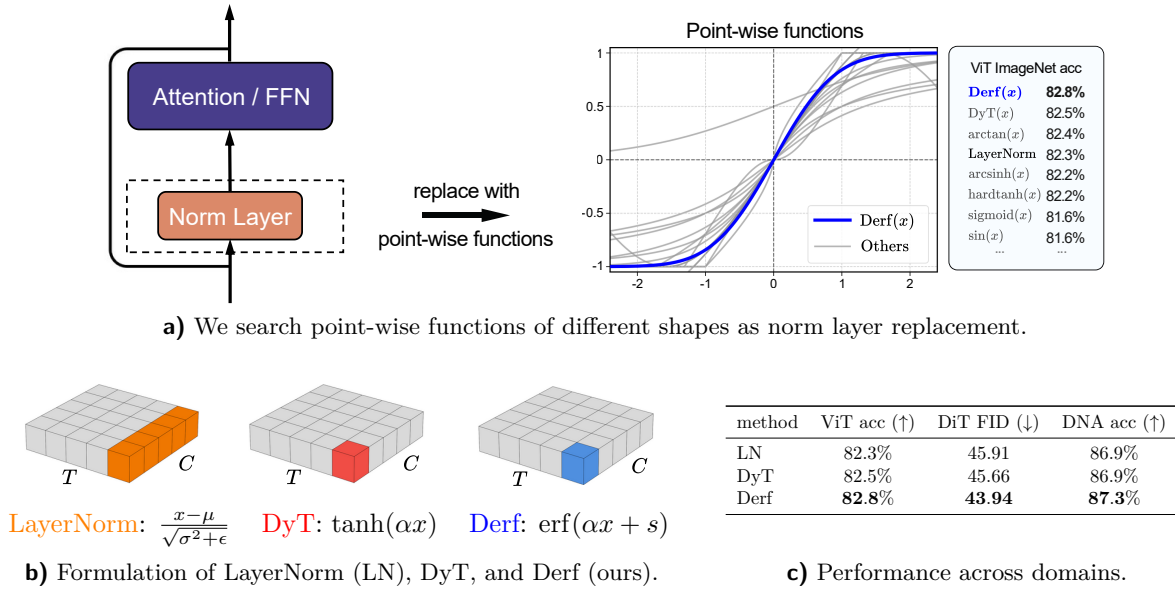 Attention / FFN
Norm Layer
replace with
point-wise functions
Point-wise functions
1
0.5
0
-0.5
-1
-2
-1
0
1
2
Derf(x)
Others
ViT ImageNet acc
Derf(x) 82.8%
DyT(x) 82.5%
arctan(x) 82.4%
LayerNorm 82.3%
arcsinh(x) 82.2%
hardtanh(x) 82.2%
sigmoid(x) 81.6%
sin(x) 81.6%
... ...
a) We search point-wise functions of different shapes as norm layer replacement.
T C
T C
T C
LayerNorm: \frac{x−μ}{\sqrt{σ²+ϵ}} DyT: tanh(αx) Derf: erf(αx + s)
b) Formulation of LayerNorm (LN), DyT, and Derf (ours).
method ViT acc (↑) DiT FID (↓) DNA acc (↑)
LN 82.3% 45.91 86.9%
DyT 82.5% 45.66 86.9%
Derf 82.8% 43.94 87.3%
c) Performance across domains.